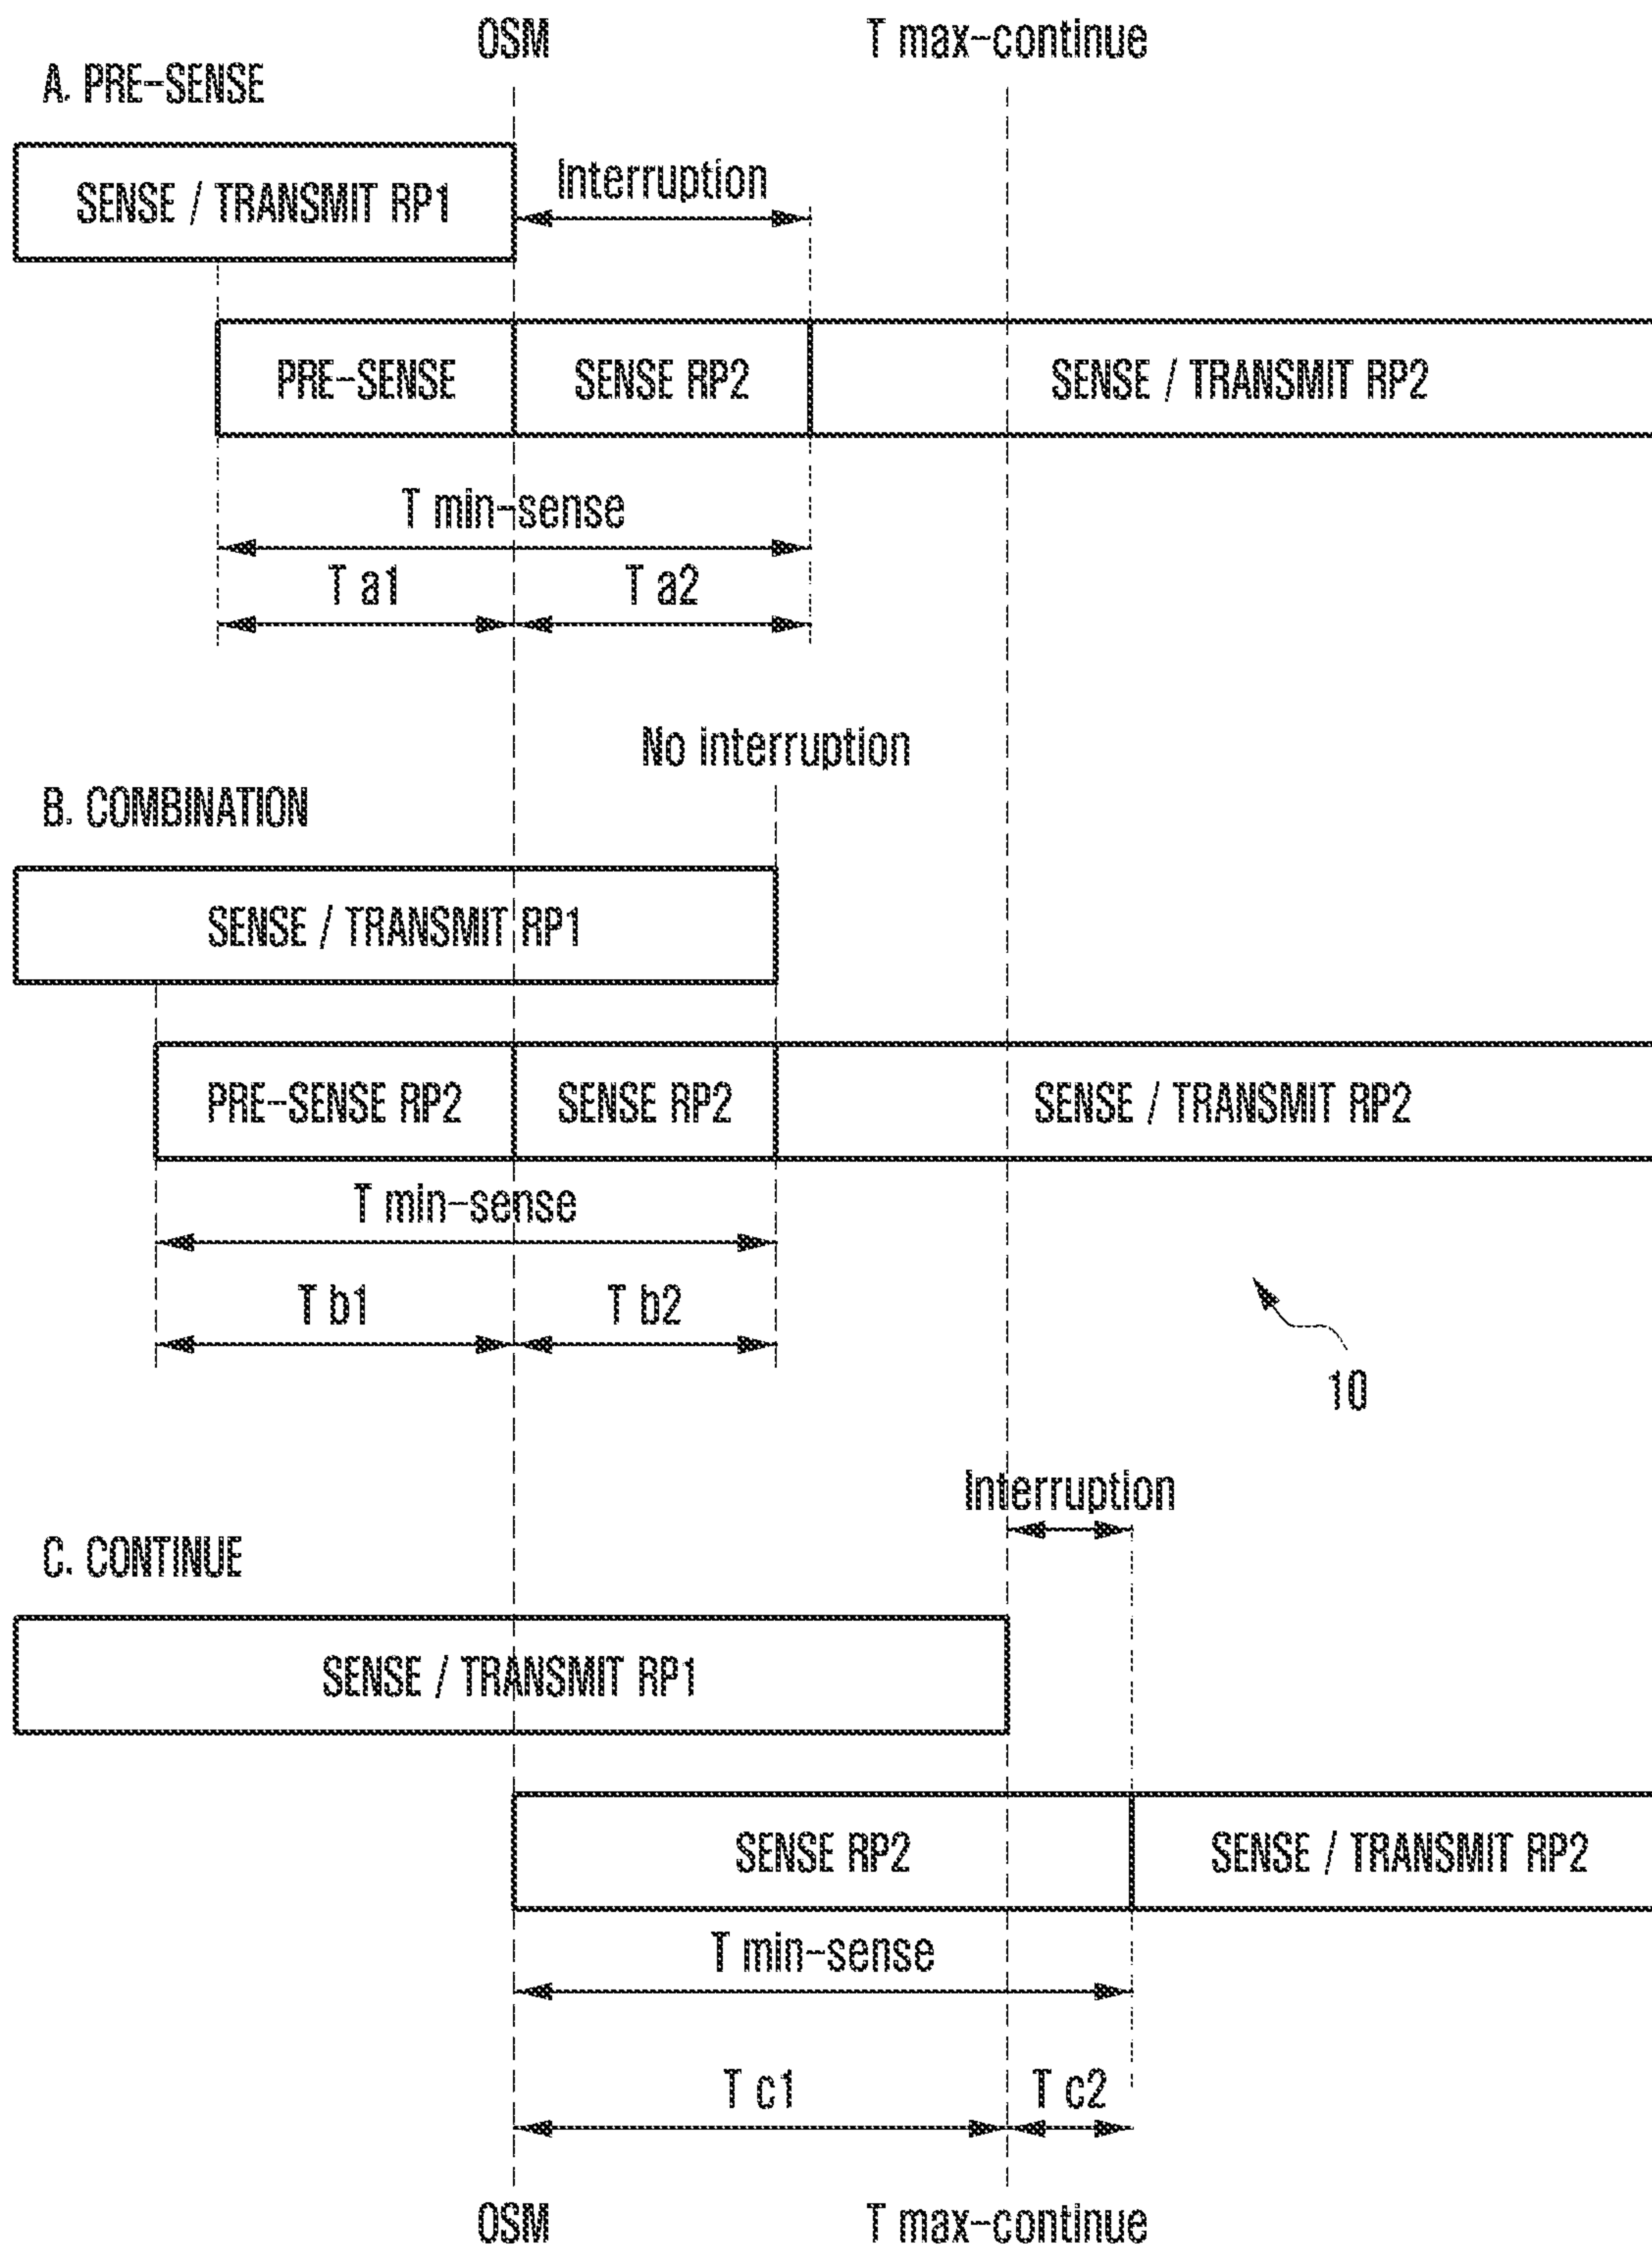 OSM
T max-continue
A. PRE-SENSE
SENSE / TRANSMIT RP1
Interruption
PRE-SENSE
SENSE RP2
SENSE / TRANSMIT RP2
T min-sense
T a1
T a2
No interruption
B. COMBINATION
SENSE / TRANSMIT RP1
PRE-SENSE RP2
SENSE RP2
SENSE / TRANSMIT RP2
T min-sense
T b1
T b2
10
Interruption
C. CONTINUE
SENSE / TRANSMIT RP1
SENSE RP2
SENSE / TRANSMIT RP2
T min-sense
T c1
T c2
OSM
T max-continue